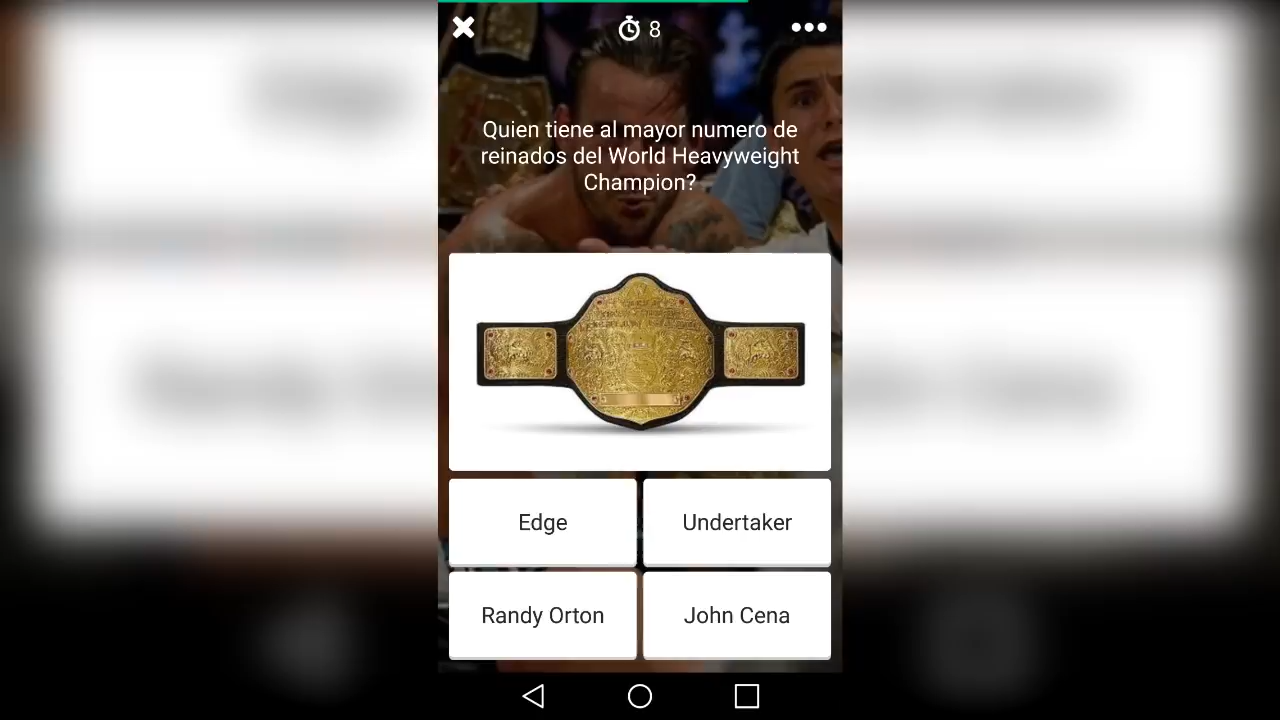 8
Quien tiene al mayor numero de
reinados del World Heavyweight
Champion?
Edge
Undertaker
Randy Orton
John Cena